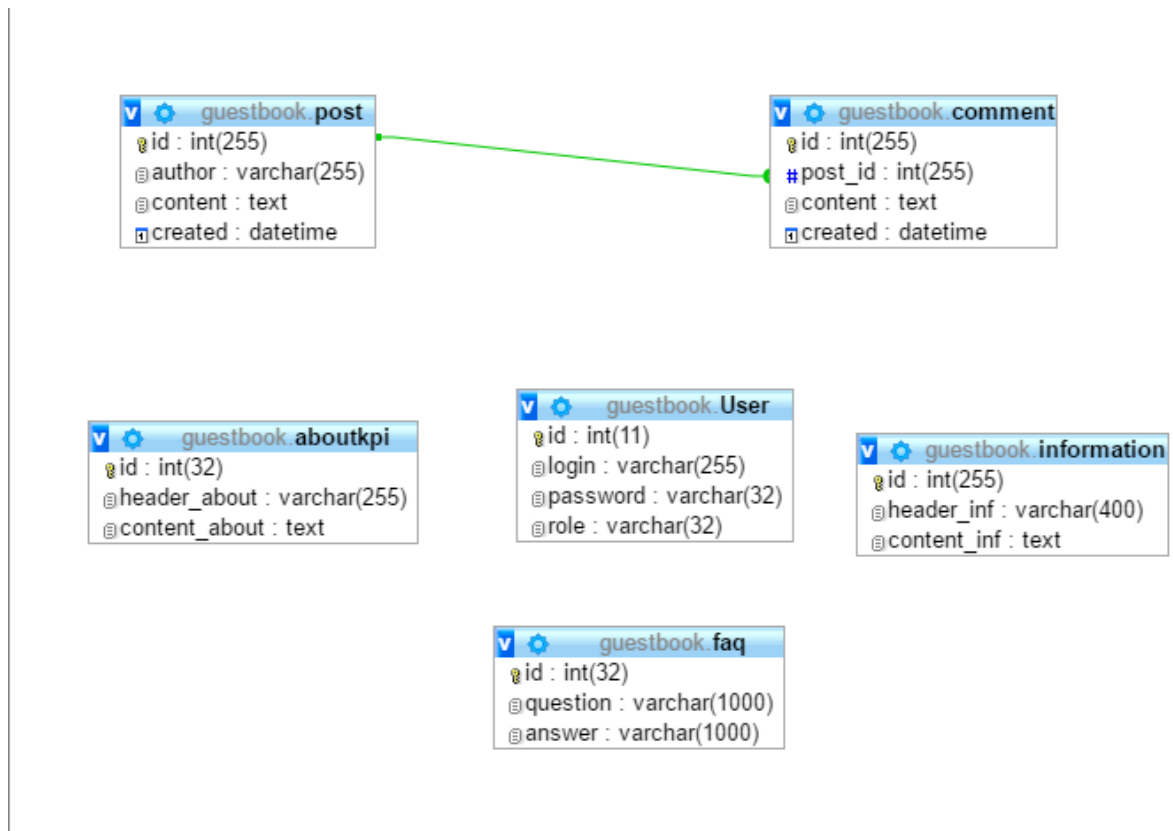 v guestbook.post
id : int(255)
author : varchar(255)
content : text
created : datetime
v guestbook.comment
id : int(255)
#post_id : int(255)
content : text
created : datetime
v guestbook.aboutkpi
id : int(32)
header_about : varchar(255)
content_about : text
v guestbook.User
id : int(11)
login : varchar(255)
password : varchar(32)
role : varchar(32)
v guestbook.information
id : int(255)
header_inf : varchar(400)
content_inf : text
v guestbook.faq
id : int(32)
question : varchar(1000)
answer : varchar(1000)